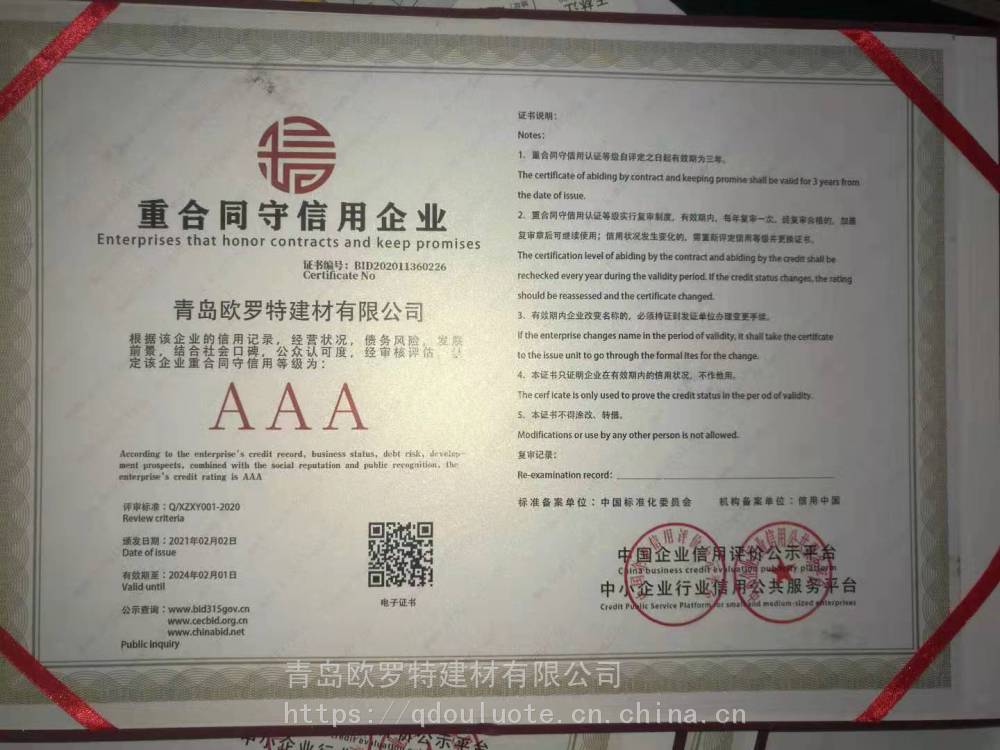 重合同守信用企业
Enterprises that honor contracts and keep promises
证书编号：BID202011360226
Certificate No
青岛欧罗特建材有限公司
根据该企业的信用记录，经营状况，债务风险，发展
前景，结合社会口碑，公众认可度，经审核评估，认
定该企业重合同守信用等级为：
AAA
According to the enterprise's credit record, business status, debt risk, develop-
ment prospects, combined with the social reputation and public recognition, the
enterprise's credit rating is AAA
评审标准：Q/XZXY001-2020
Review criteria
颁发日期：2021年02月02日
Date of issue
有效期至：2024年02月01日
Valid until
公示查询：www.bid315gov.cn
www.cecbid.org.cn
www.chinabid.net
Public inquiry
电子证书
证书说明：
Notes:
1、重合同守信用认证等级自评定之日起有效期为三年。
The certificate of abiding by contract and keeping promise shall be valid for 3 years from
the date of issue.
2、重合同守信用认证等级实行复审制度，有效期内，每年复审一次，经复审合格的，加盖
复审章后可继续使用；信用状况发生变化的，需重新评定信用等级并更换证书。
The certification level of abiding by the contract and abiding by the credit shall be
rechecked every year during the validity period. If the credit status changes, the rating
should be reassessed and the certificate changed.
3、有效期内企业改变名称的，必须持证到发证单位办理变更手续。
If the enterprise changes name in the period of validity, it shall take the certifcate
to the issue unit to go through the formal ites for the change.
4、本证书只证明企业在有效期内的信用状况，不作他用。
The cerf icate is only used to prove the credit status in the per od of validity.
5、本证书不得涂改、转借。
Modifications or use by any other person is not allowed.
复审记录：
Re-examination record:
标准备案单位：中国标准化委员会 机构备案单位：信用中国
中国企业信用评价公示平台
China business credit evaluation publicity platform
中小企业行业信用公共服务平台
Credit Public Service Platform for small and medium-sized enterprises
青岛欧罗特建材有限公司
https://qdouluote.cn.china.cn